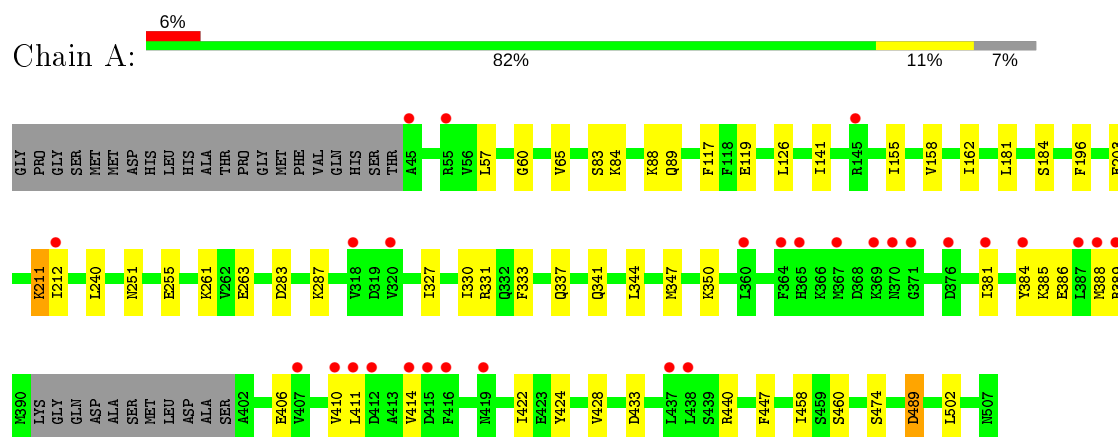 6%
Chain A:
82% 11% 7%
GLY PRO GLY SER MET MET ASP HIS LEU HIS ALA THR PRO GLY MET PHE VAL GLN HIS SER THR A45 R55 V56 L57 G60 V65 S83 K84 K88 Q89 F117 F118 E119 L126 I141 R145 I155 V158 I162 L181 S184 F196
K211 I212 L240 N251 E255 K261 V262 E263 D283 K287 V318 D319 V320 I327 I330 R331 Q332 F333 Q337 Q341 L344 M347 K350 L360 F364 H365 K366 M367 D368 K369 N370 G371 D376 I381 Y384 K385 E386 L387 M388
M390 LYS GLY GLN ASP ALA SER MET LEU ASP ALA SER A402 E406 V407 V410 L411 D412 A413 V414 D415 F416 N419 I422 E423 Y424 V428 D433 L437 L438 S439 R440 F447 I458 S459 S460 S474 D489 L502 N507